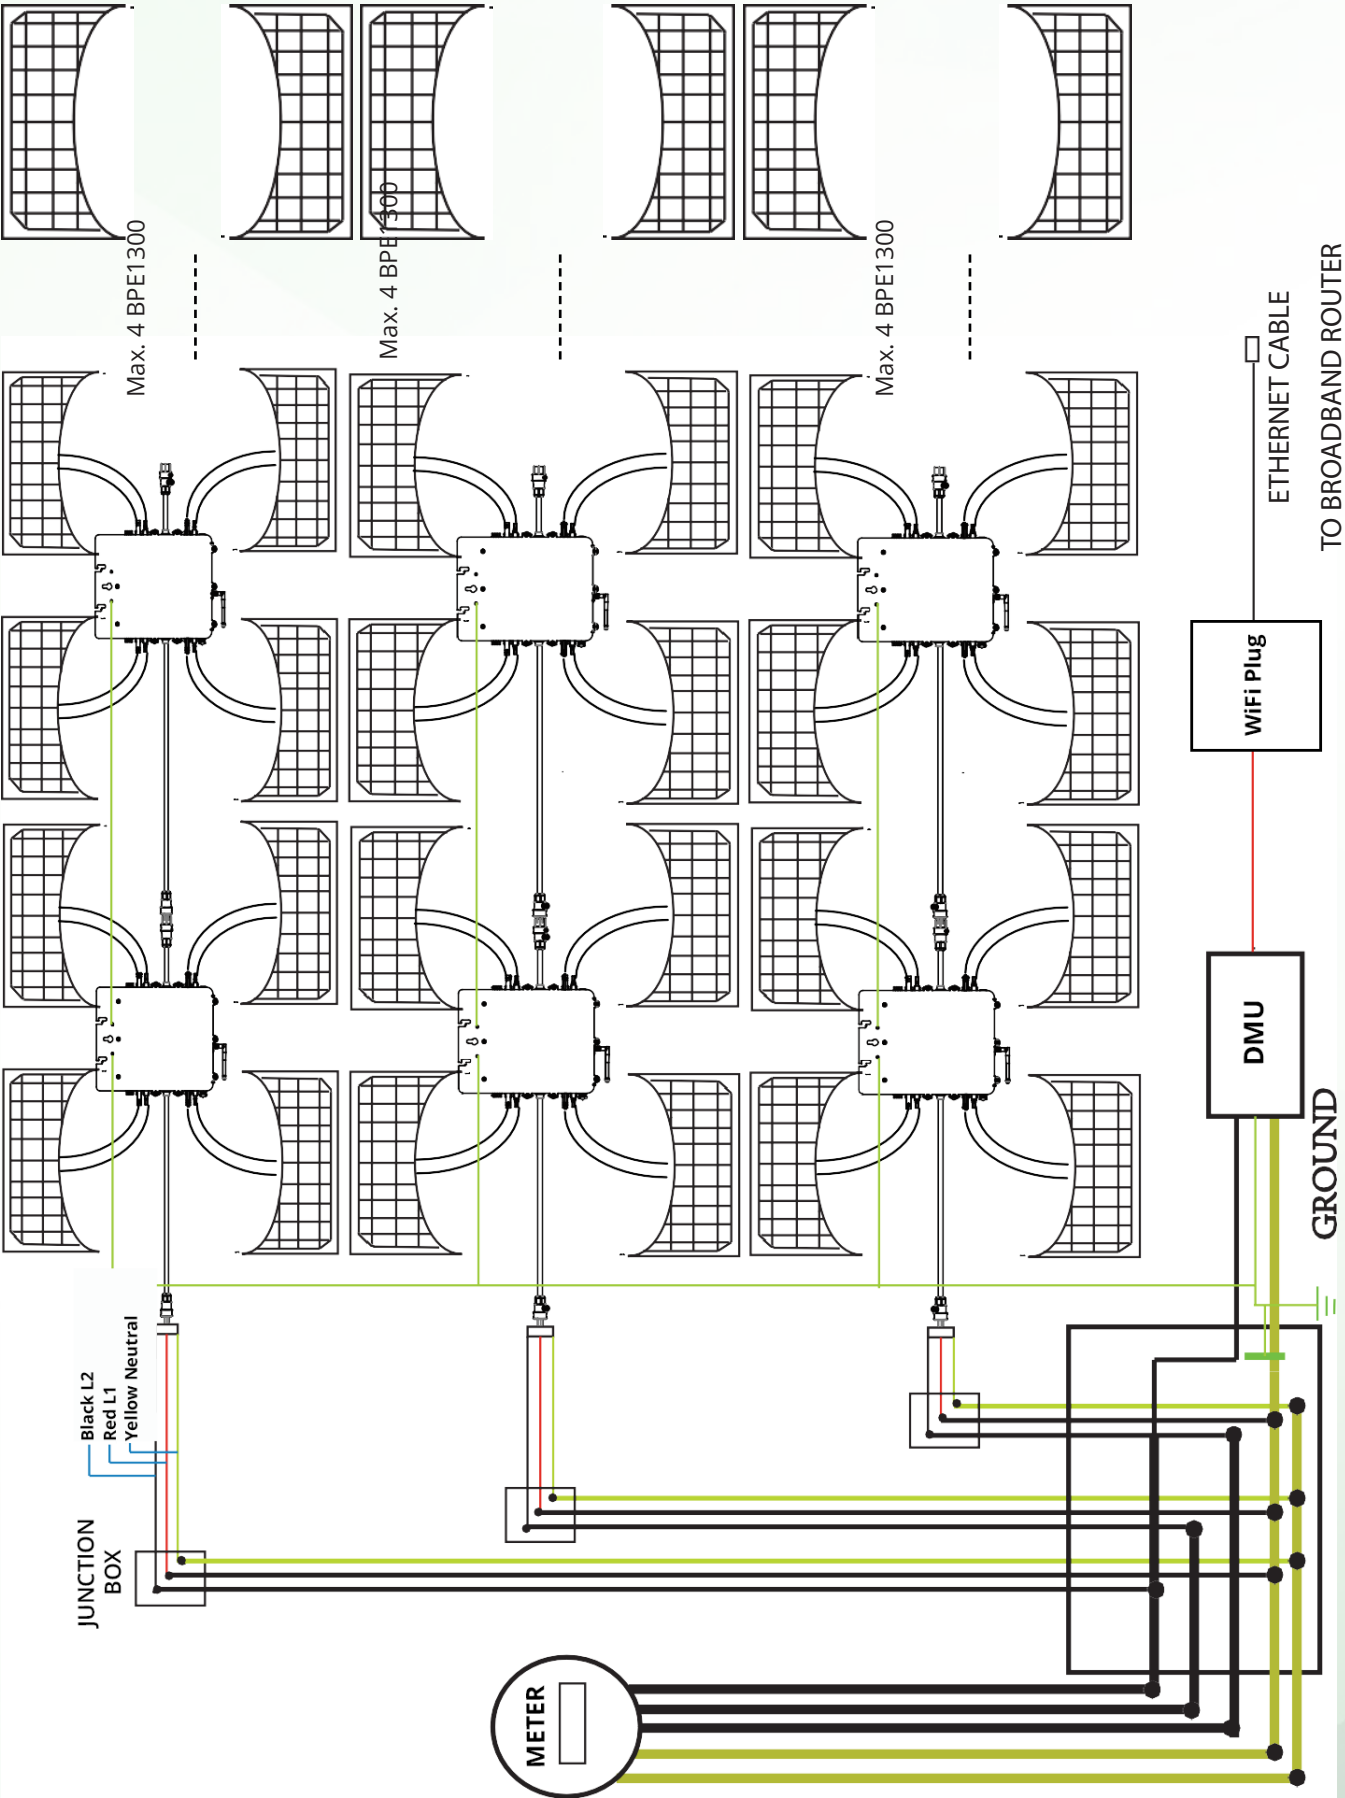 Max. 4 BPE1300
Max. 4 BPE1300
Max. 4 BPE1300
ETHERNET CABLE
TO BROADBAND ROUTER
WiFi Plug
DMU
GROUND
Black L2
Red L1
Yellow Neutral
JUNCTION
BOX
METER